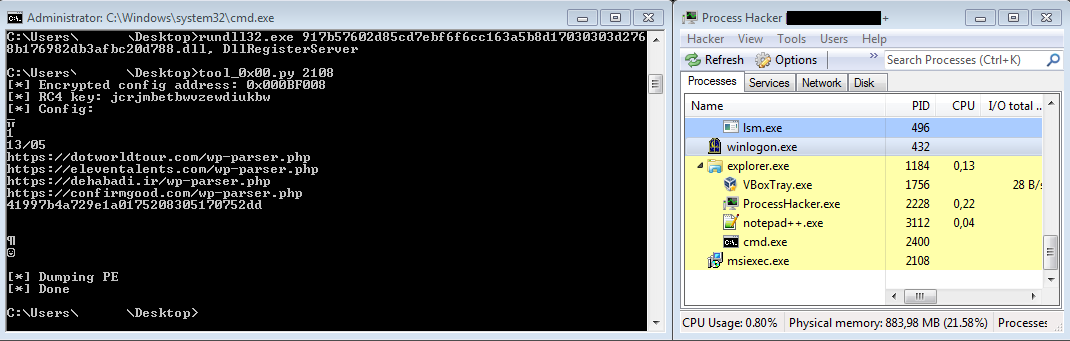 Administrator: C:\Windows\system32\cmd.exe
C:\Users\ \Desktop>rundll32.exe 917b57602d85cd7ebf6f6cc163a5b8d17030303d276
8b176982db3afbc20d788.dll, DllRegisterServer
C:\Users\ \Desktop>tool_0x00.py 2108
[*] Encrypted config address: 0x000BF008
[*] RC4 key: jcrjmbetbwvzewdiukbw
[*] Config:
╥
1
13/05
https://dotworldtour.com/wp-parser.php
https://eleventalents.com/wp-parser.php
https://dehabadi.ir/wp-parser.php
https://confirmgood.com/wp-parser.php
41997b4a729e1a0175208305170752dd
¶
☺
[*] Dumping PE
[*] Done
C:\Users\ \Desktop>
Process Hacker +
Hacker View Tools Users Help
Refresh Options » Search Processes (Ctrl+K)
Processes Services Network Disk
Name PID CPU I/O total ..
lsm.exe 496
winlogon.exe 432
explorer.exe 1184 0,13
VBoxTray.exe 1756 28 B/s
ProcessHacker.exe 2228 0,22
notepad++.exe 3112 0,04
cmd.exe 2400
msiexec.exe 2108
CPU Usage: 0.80% Physical memory: 883,98 MB (21.58%) Processes